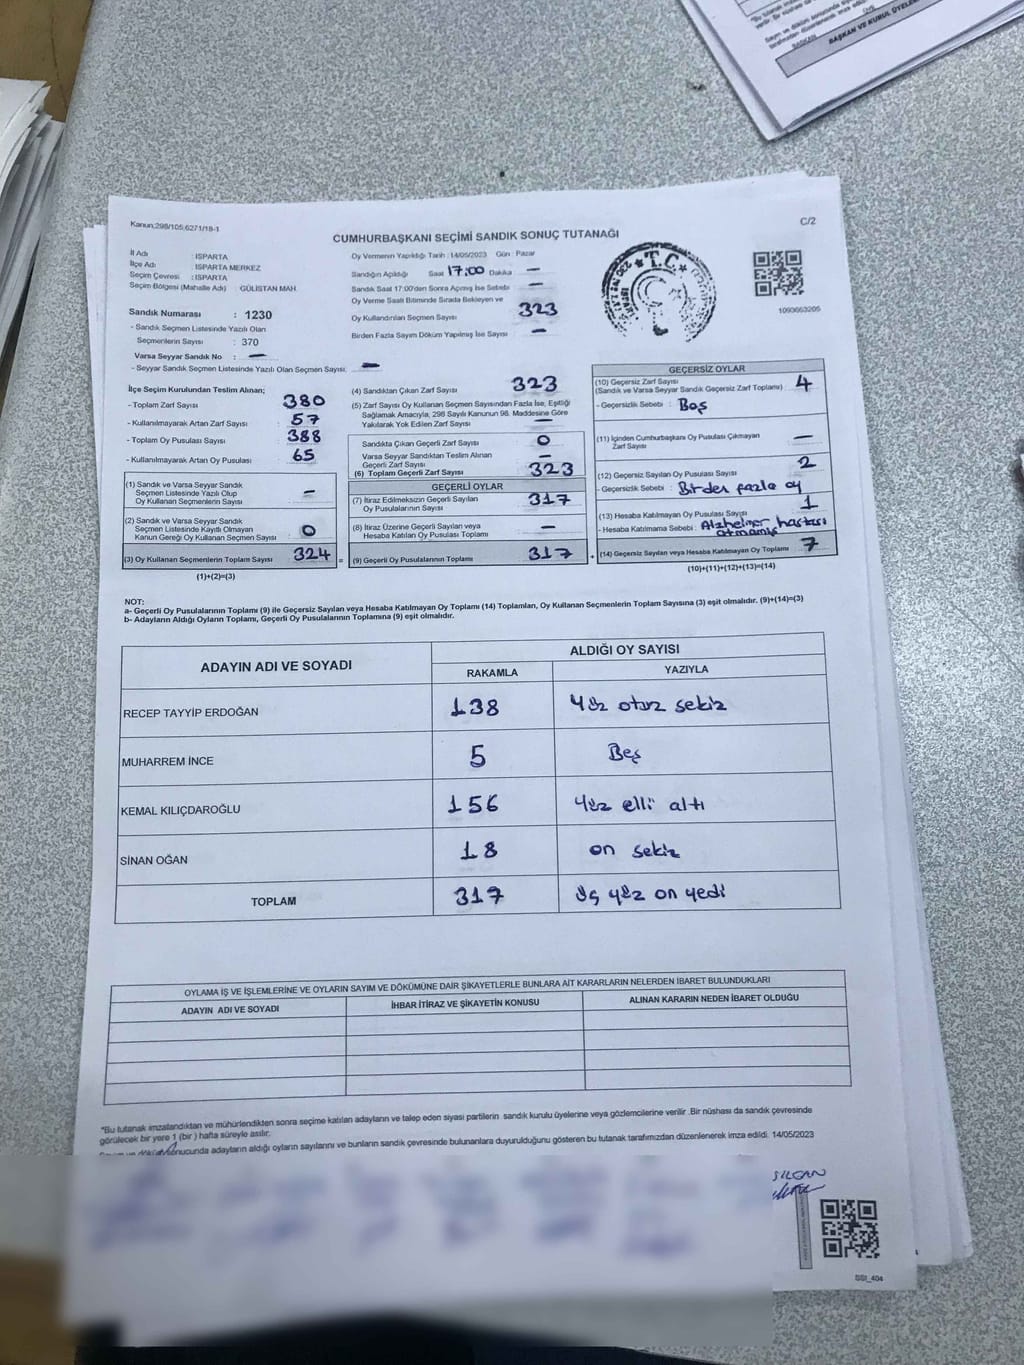 Kanun;298/105;6271/18-1
C/2
CUMHURBAŞKANI SEÇİMİ SANDIK SONUÇ TUTANAĞI
İl Adı : ISPARTA
İlçe Adı : ISPARTA MERKEZ
Seçim Çevresi : ISPARTA
Seçim Bölgesi (Mahalle Adı) : GÜLİSTAN MAH.
Sandık Numarası : 1230
- Sandık Seçmen Listesinde Yazılı Olan
Seçmenlerin Sayısı : 370
Varsa Seyyar Sandık No : —
- Seyyar Sandık Seçmen Listesinde Yazılı Olan Seçmen Sayısı: —
Oy Vermenin Yapıldığı Tarih : 14/05/2023 Gün : Pazar
Sandığın Açıldığı Saat 17:00 Dakika —
Sandık Saat 17:00'den Sonra Açmış İse Sebebi —
Oy Verme Saati Bitiminde Sırada Bekleyen ve
Oy Kullandırılan Seçmen Sayısı 323
Birden Fazla Sayım Döküm Yapılmış İse Sayısı —
T.C.
1093663205
İlçe Seçim Kurulundan Teslim Alınan;
- Toplam Zarf Sayısı 380
- Kullanılmayarak Artan Zarf Sayısı 57
- Toplam Oy Pusulası Sayısı 388
- Kullanılmayarak Artan Oy Pusulası 65
(1) Sandık ve Varsa Seyyar Sandık
Seçmen Listesinde Yazılı Olup
Oy Kullanan Seçmenlerin Sayısı —
(2) Sandık ve Varsa Seyyar Sandık
Seçmen Listesinde Kayıtlı Olmayan
Kanun Gereği Oy Kullanan Seçmen Sayısı 0
(3) Oy Kullanan Seçmenlerin Toplam Sayısı 324 =
(1)+(2)=(3)
(4) Sandıktan Çıkan Zarf Sayısı 323
(5) Zarf Sayısı Oy Kullanan Seçmen Sayısından Fazla İse, Eşitliği
Sağlamak Amacıyla, 298 Sayılı Kanunun 98. Maddesine Göre
Yakılarak Yok Edilen Zarf Sayısı —
Sandıkta Çıkan Geçerli Zarf Sayısı 0
Varsa Seyyar Sandıktan Teslim Alınan
Geçerli Zarf Sayısı —
(6) Toplam Geçerli Zarf Sayısı 323
GEÇERLİ OYLAR
(7) İtiraz Edilmeksizin Geçerli Sayılan
Oy Pusulalarının Toplamı 317
(8) İtiraz Üzerine Geçerli Sayılan veya
Hesaba Katılan Oy Pusulası Toplamı —
(9) Geçerli Oy Pusulalarının Toplamı 317 +
GEÇERSİZ OYLAR
(10) Geçersiz Zarf Sayısı
(Sandık ve Varsa Seyyar Sandık Geçersiz Zarf Toplamı) 4
- Geçersizlik Sebebi : Boş
(11) İçinden Cumhurbaşkanı Oy Pusulası Çıkmayan
Zarf Sayısı —
(12) Geçersiz Sayılan Oy Pusulası Sayısı 2
- Geçersizlik Sebebi : Birden fazla oy
(13) Hesaba Katılmayan Oy Pusulası Sayısı 1
- Hesaba Katılmama Sebebi : Alzheimer hastası
atmamış
(14) Geçersiz Sayılan veya Hesaba Katılmayan Oy Toplamı 7
(10)+(11)+(12)+(13)=(14)
NOT:
a- Geçerli Oy Pusulalarının Toplamı (9) ile Geçersiz Sayılan veya Hesaba Katılmayan Oy Toplamı (14) Toplamları, Oy Kullanan Seçmenlerin Toplam Sayısına (3) eşit olmalıdır. (9)+(14)=(3)
b- Adayların Aldığı Oyların Toplamı, Geçerli Oy Pusulalarının Toplamına (9) eşit olmalıdır.
ADAYIN ADI VE SOYADI
ALDIĞI OY SAYISI
RAKAMLA YAZIYLA
RECEP TAYYİP ERDOĞAN 138 Yüz otuz sekiz
MUHARREM İNCE 5 Beş
KEMAL KILIÇDAROĞLU 156 Yüz elli altı
SİNAN OĞAN 18 on sekiz
TOPLAM 317 üç yüz on yedi
OYLAMA İŞ VE İŞLEMLERİNE VE OYLARIN SAYIM VE DÖKÜMÜNE DAİR ŞİKAYETLERLE BUNLARA AİT KARARLARIN NELERDEN İBARET BULUNDUKLARI
ADAYIN ADI VE SOYADI İHBAR İTİRAZ VE ŞİKAYETİN KONUSU ALINAN KARARIN NEDEN İBARET OLDUĞU
*Bu tutanak imzalandıktan ve mühürlendikten sonra seçime katılan adayların ve talep eden siyasi partilerin sandık kurulu üyelerine veya gözlemcilerine verilir .Bir nüshası da sandık çevresinde
görülecek bir yere 1 (bir ) hafta süreyle asılır.
sonucunda adayların aldığı oyların sayılarını ve bunların sandık çevresinde bulunanlara duyurulduğunu gösteren bu tutanak tarafımızdan düzenlenerek imza edildi. 14/05/2023
SSI_404
BAŞKAN VE KURUL ÜYELERİ